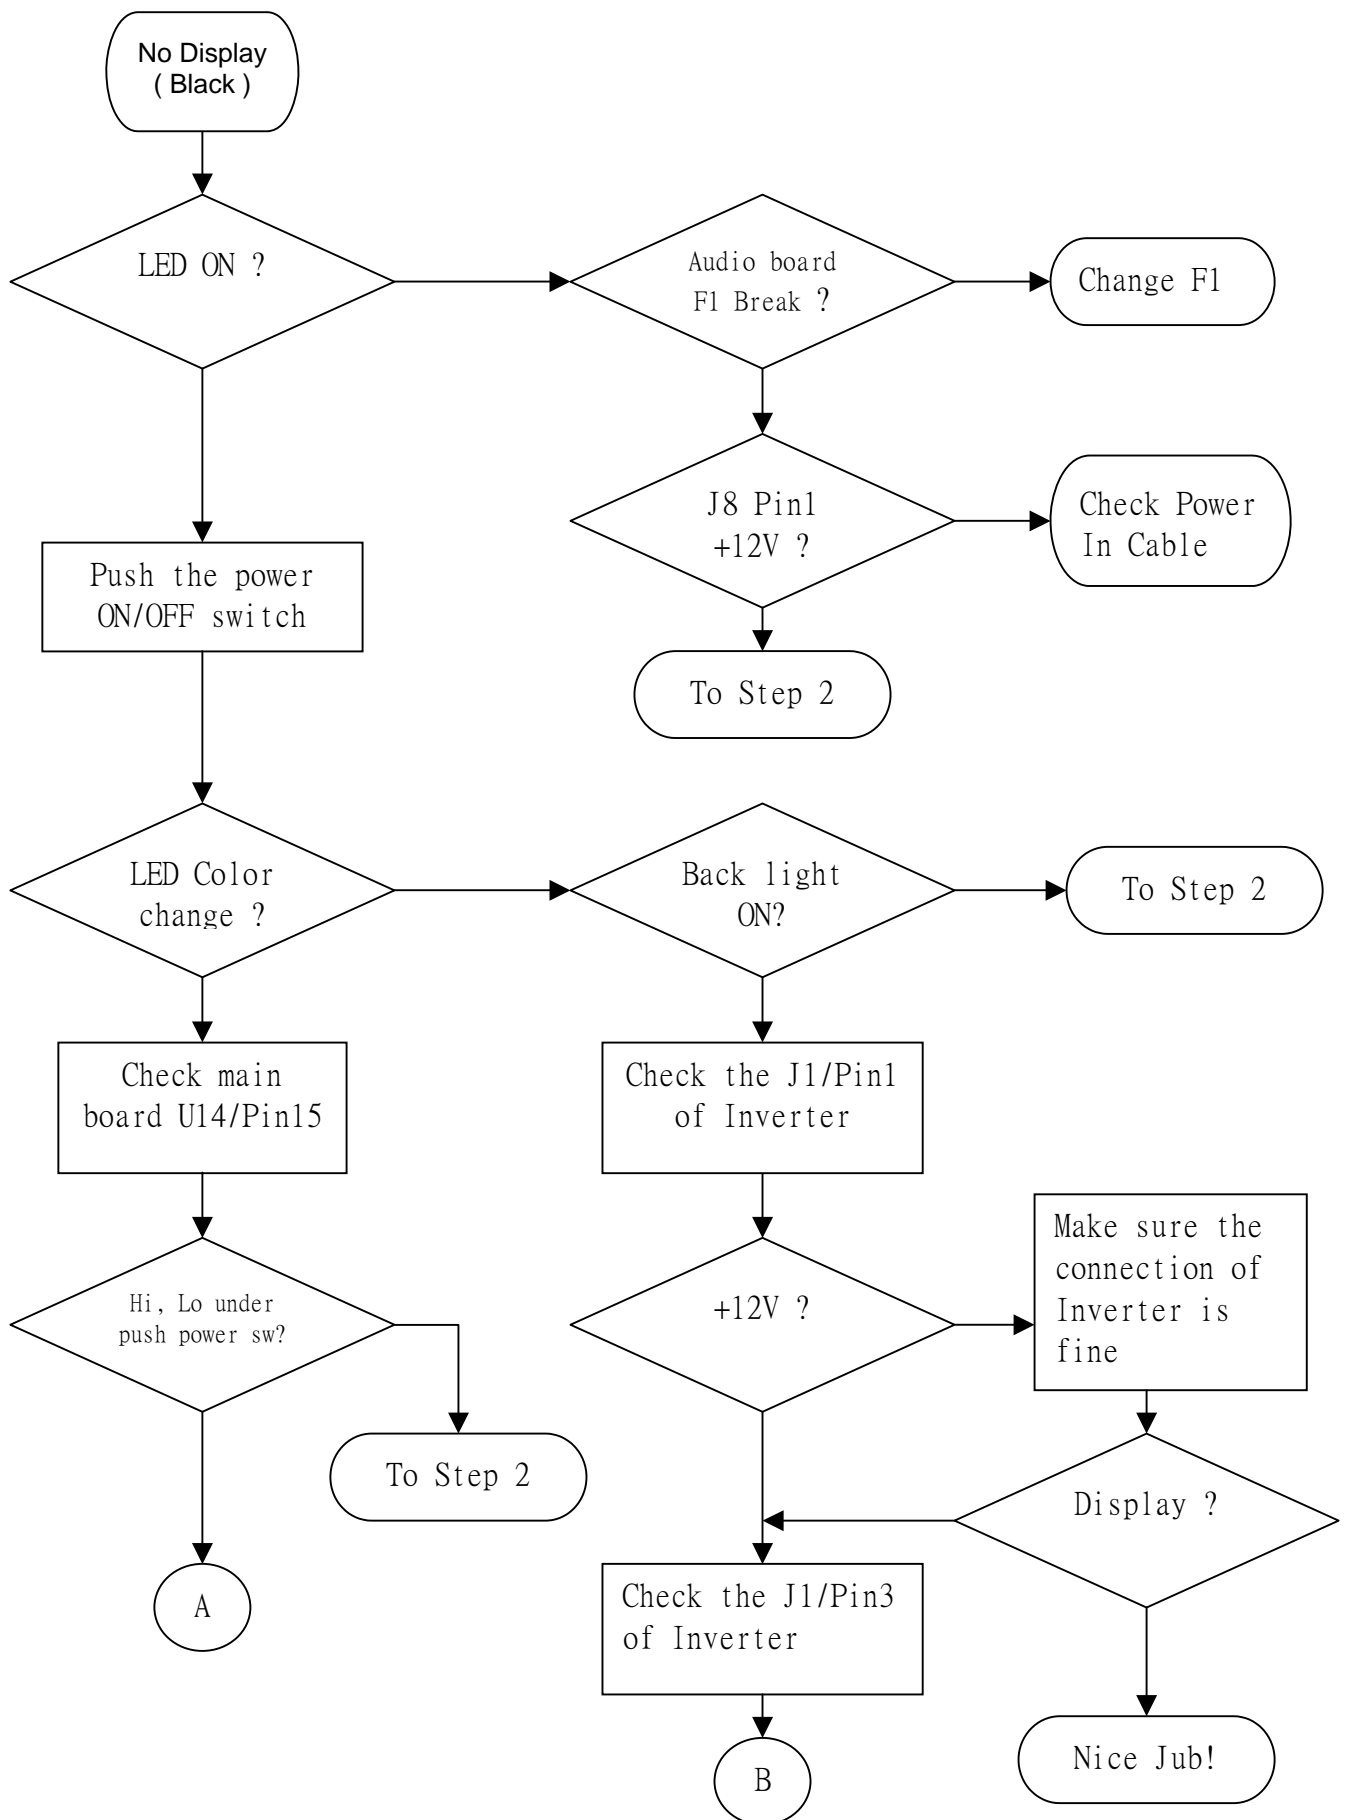 No Display
( Black )
LED ON ?
Audio board
F1 Break ?
Change F1
J8 Pin1
+12V ?
Check Power
In Cable
Push the power
ON/OFF switch
To Step 2
LED Color
change ?
Back light
ON?
To Step 2
Check main
board U14/Pin15
Check the J1/Pin1
of Inverter
Hi, Lo under
push power sw?
+12V ?
Make sure the
connection of
Inverter is
fine
To Step 2
Display ?
A
Check the J1/Pin3
of Inverter
B
Nice Jub!